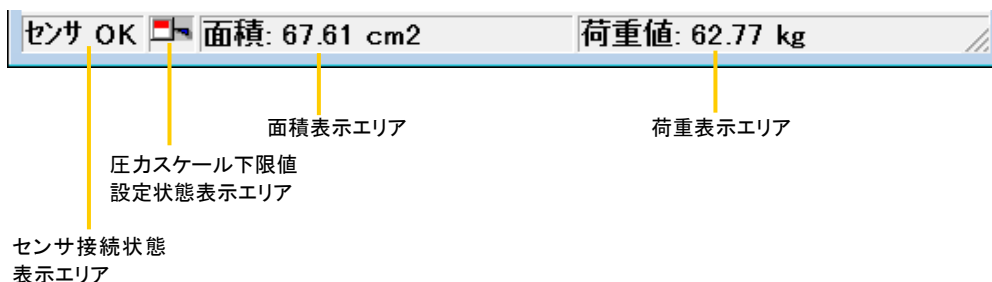 センサ OK 面積: 67.61 cm2 荷重値: 62.77 kg
面積表示エリア 荷重表示エリア
圧力スケール下限値
設定状態表示エリア
センサ接続状態
表示エリア